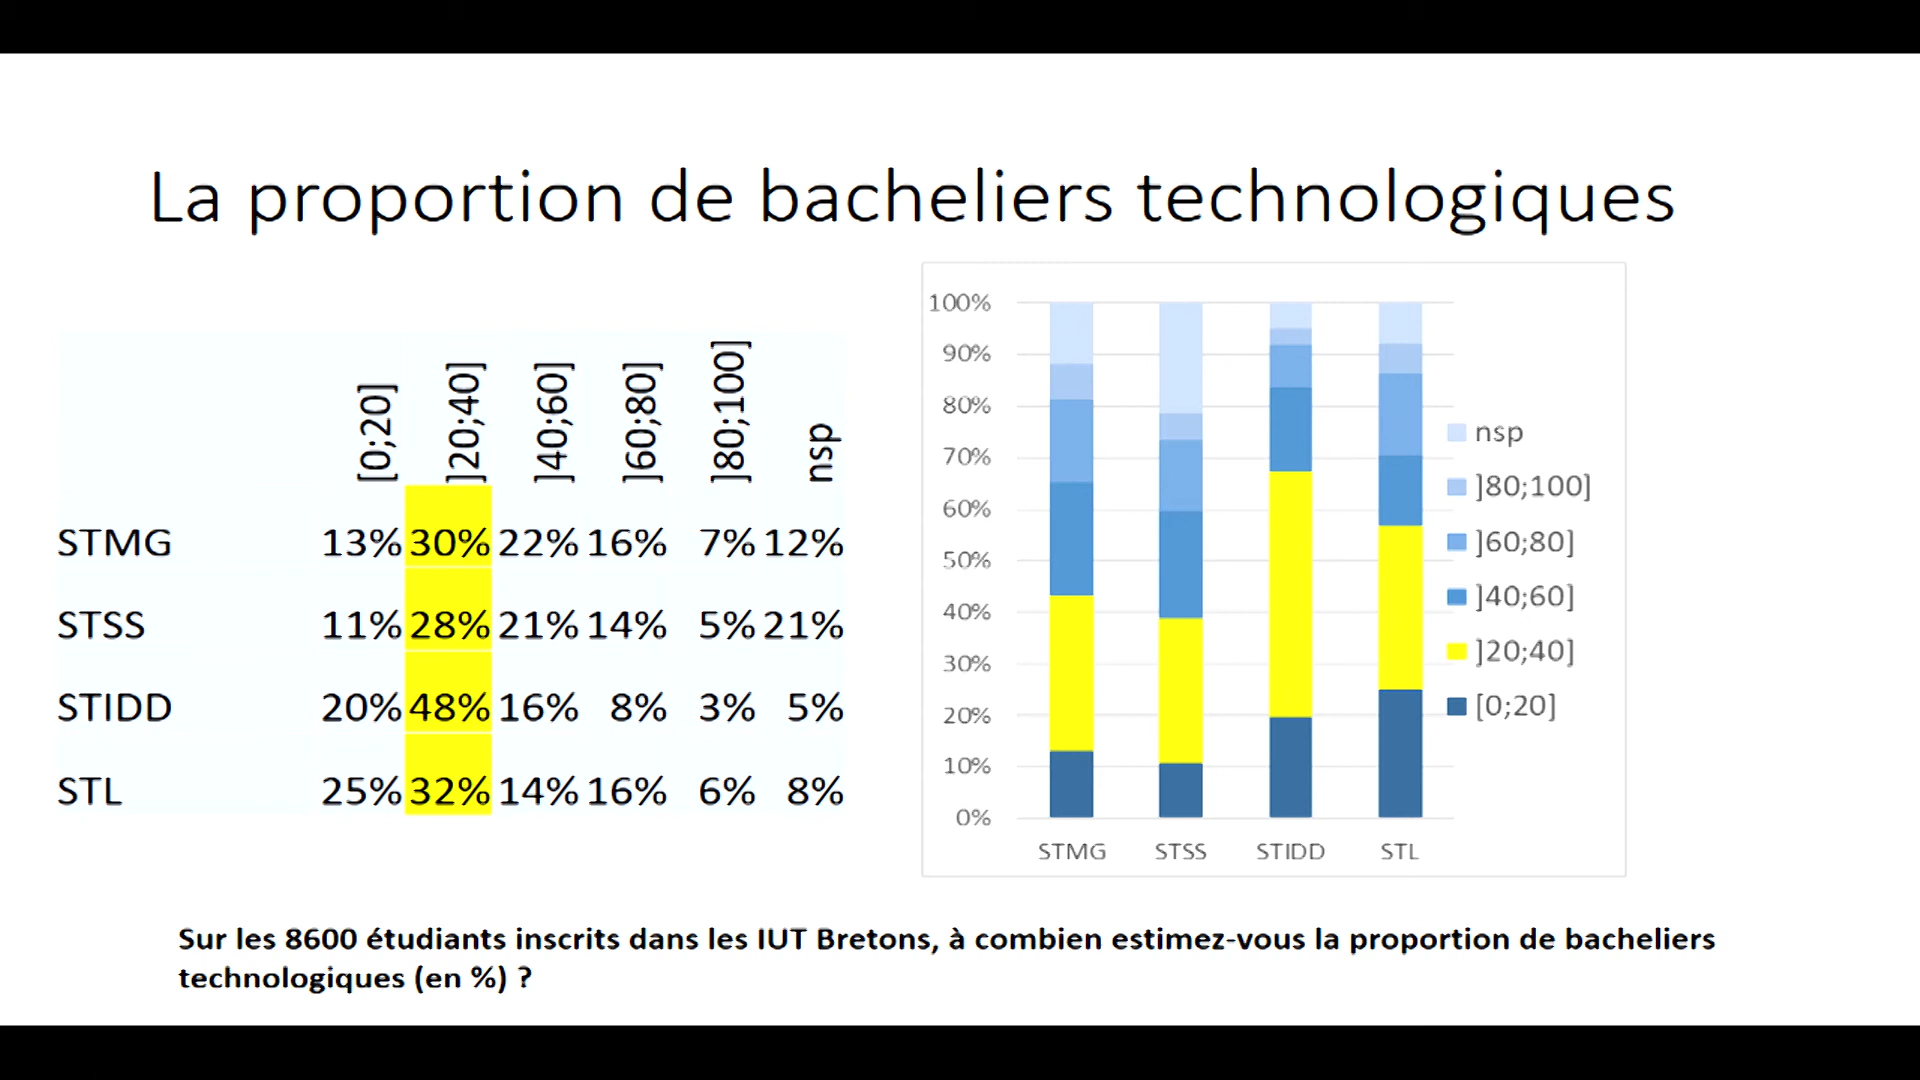 La proportion de bacheliers technologiques
[0;20] ]20;40] ]40;60] ]60;80] ]80;100] nsp
STMG 13% 30% 22% 16% 7% 12%
STSS 11% 28% 21% 14% 5% 21%
STIDD 20% 48% 16% 8% 3% 5%
STL 25% 32% 14% 16% 6% 8%
100%
90%
80%
70%
60%
50%
40%
30%
20%
10%
0%
STMG STSS STIDD STL
nsp
]80;100]
]60;80]
]40;60]
]20;40]
[0;20]
Sur les 8600 étudiants inscrits dans les IUT Bretons, à combien estimez-vous la proportion de bacheliers
technologiques (en %) ?